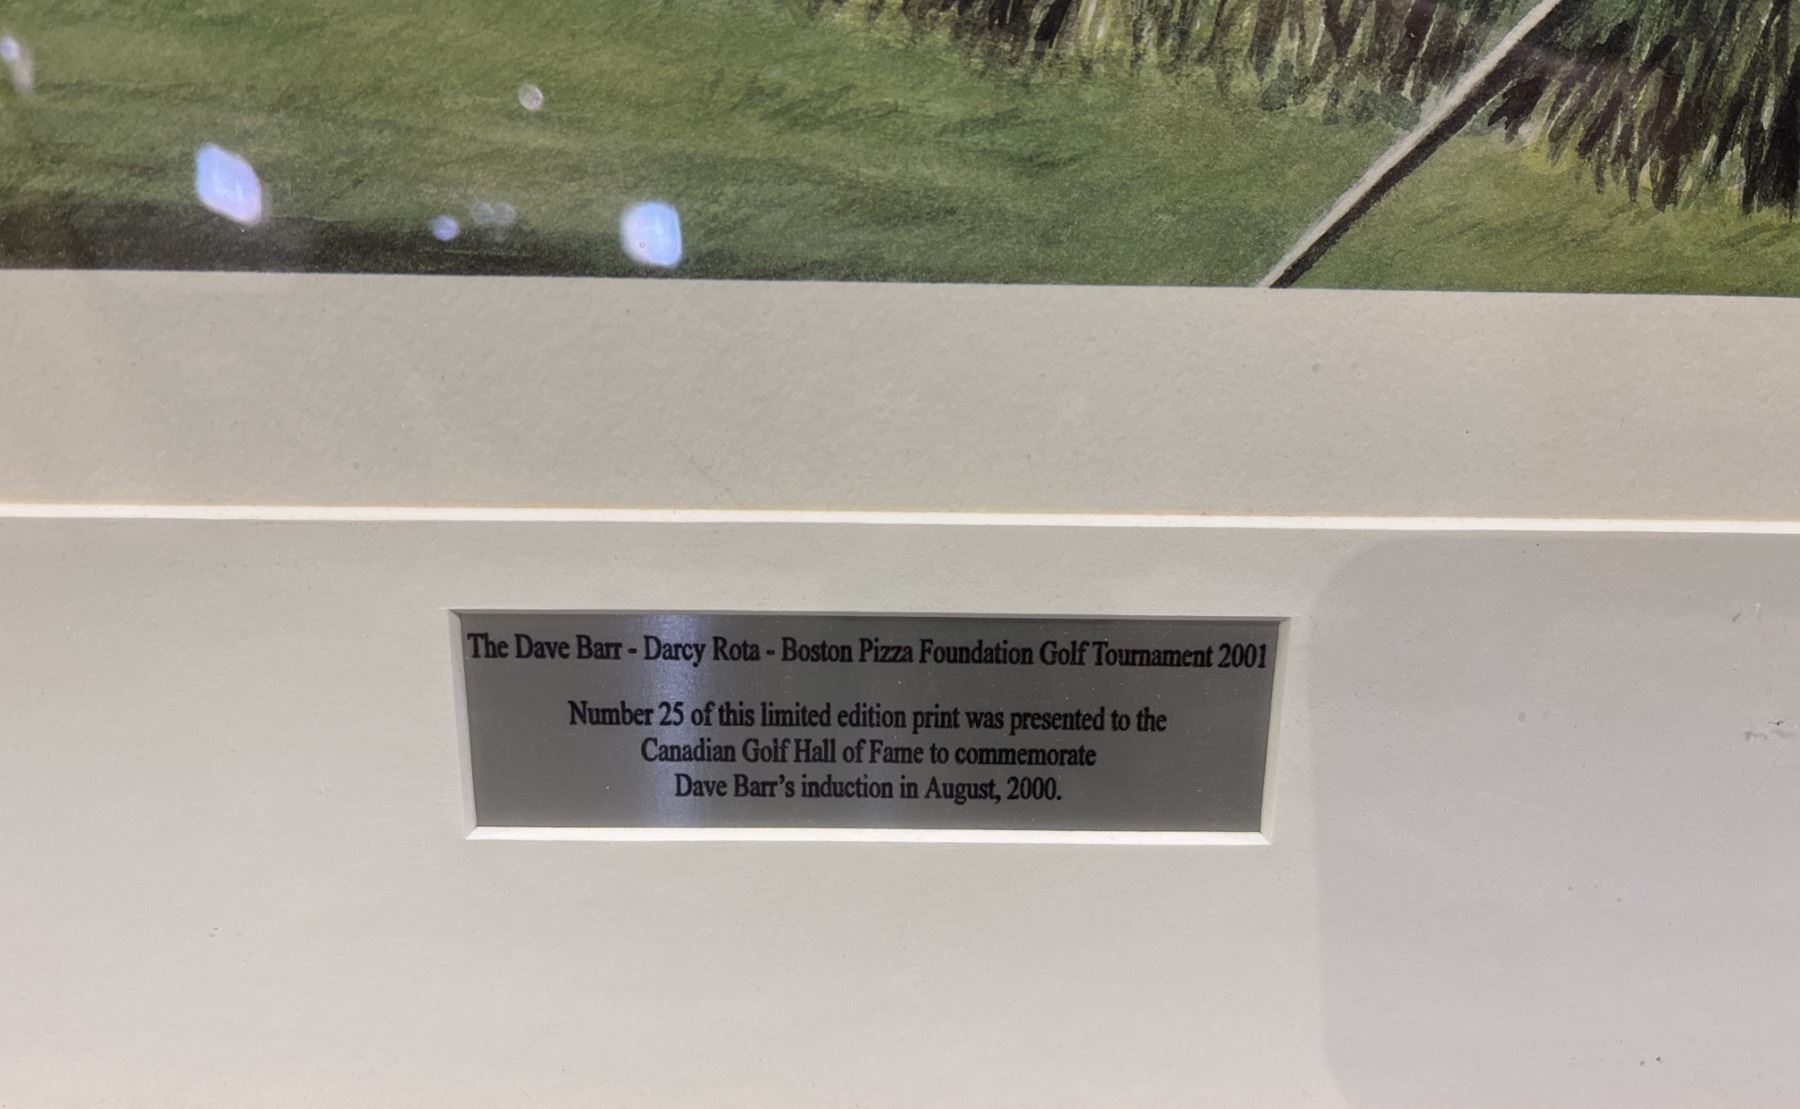 The Dave Barr - Darcy Rota - Boston Pizza Foundation Golf Tournament 2001
Number 25 of this limited edition print was presented to the
Canadian Golf Hall of Fame to commemorate
Dave Barr's induction in August, 2000.